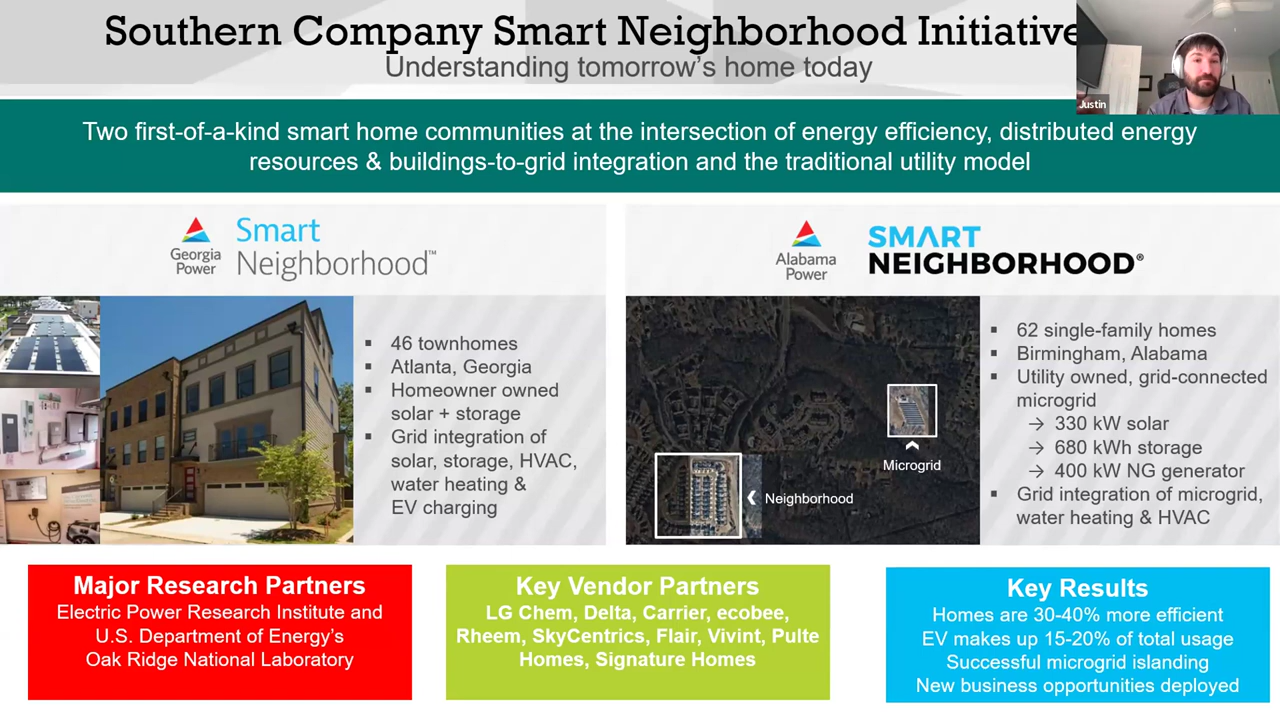 Southern Company Smart Neighborhood Initiative
Understanding tomorrow's home today
Justin
Two first-of-a-kind smart home communities at the intersection of energy efficiency, distributed energy
resources & buildings-to-grid integration and the traditional utility model
Georgia
Power
Smart
Neighborhood™
▪ 46 townhomes
▪ Atlanta, Georgia
▪ Homeowner owned
solar + storage
▪ Grid integration of
solar, storage, HVAC,
water heating &
EV charging
Alabama
Power
SMART
NEIGHBORHOOD®
Microgrid
Neighborhood
▪ 62 single-family homes
▪ Birmingham, Alabama
▪ Utility owned, grid-connected
microgrid
→ 330 kW solar
→ 680 kWh storage
→ 400 kW NG generator
▪ Grid integration of microgrid,
water heating & HVAC
Major Research Partners
Electric Power Research Institute and
U.S. Department of Energy's
Oak Ridge National Laboratory
Key Vendor Partners
LG Chem, Delta, Carrier, ecobee,
Rheem, SkyCentrics, Flair, Vivint, Pulte
Homes, Signature Homes
Key Results
Homes are 30-40% more efficient
EV makes up 15-20% of total usage
Successful microgrid islanding
New business opportunities deployed